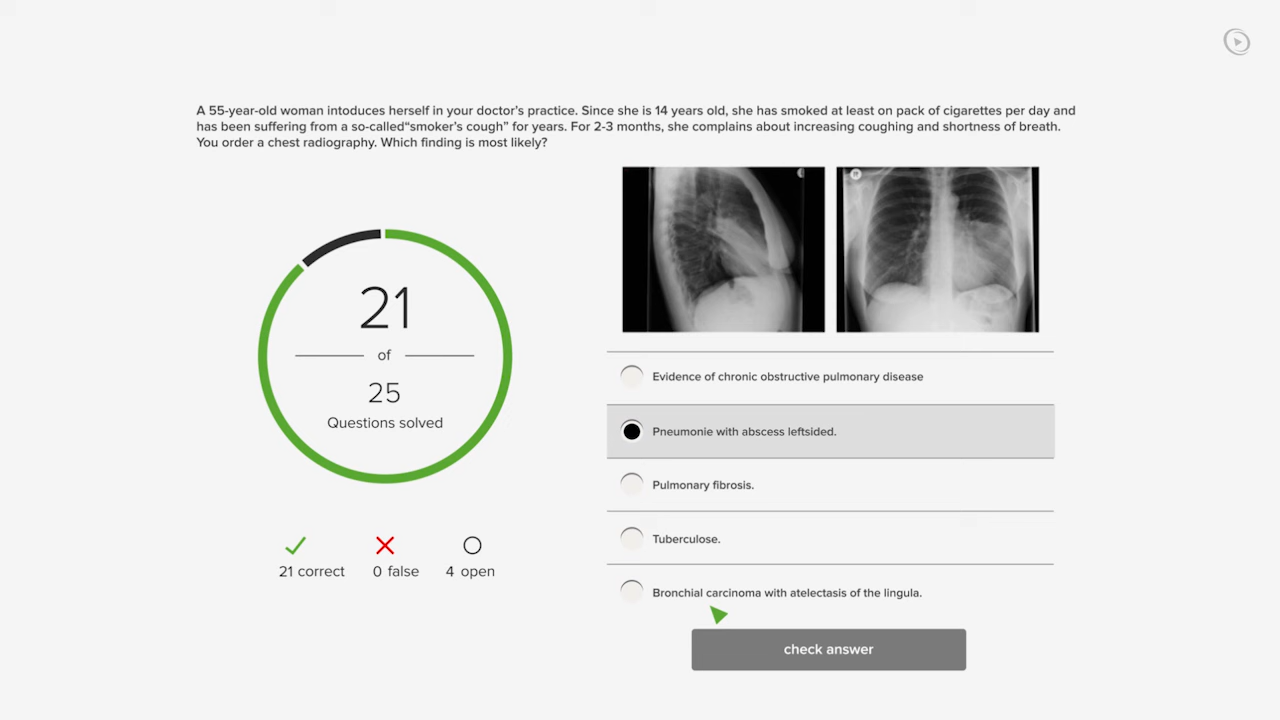 A 55-year-old woman intoduces herself in your doctor's practice. Since she is 14 years old, she has smoked at least on pack of cigarettes per day and
has been suffering from a so-called“smoker's cough” for years. For 2-3 months, she complains about increasing coughing and shortness of breath.
You order a chest radiography. Which finding is most likely?
21
of
25
Questions solved
21 correct
0 false
4 open
Evidence of chronic obstructive pulmonary disease
Pneumonie with abscess leftsided.
Pulmonary fibrosis.
Tuberculose.
Bronchial carcinoma with atelectasis of the lingula.
check answer